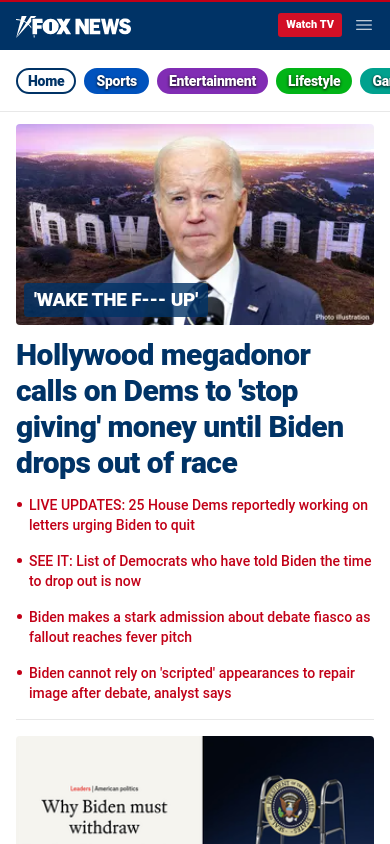 FOX NEWS
Watch TV
Home
Sports
Entertainment
Lifestyle
Ga
'WAKE THE F--- UP'
Photo illustration
Hollywood megadonor
calls on Dems to 'stop
giving' money until Biden
drops out of race
• LIVE UPDATES: 25 House Dems reportedly working on
letters urging Biden to quit
• SEE IT: List of Democrats who have told Biden the time
to drop out is now
• Biden makes a stark admission about debate fiasco as
fallout reaches fever pitch
• Biden cannot rely on 'scripted' appearances to repair
image after debate, analyst says
Leaders | American politics
Why Biden must
withdraw